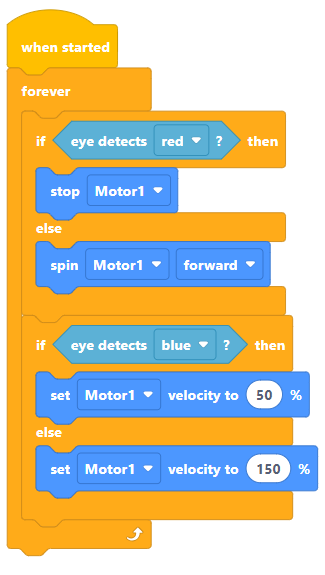 when started
forever
if eye detects red ? then
stop Motor1
else
spin Motor1 forward
if eye detects blue ? then
set Motor1 velocity to 50 %
else
set Motor1 velocity to 150 %